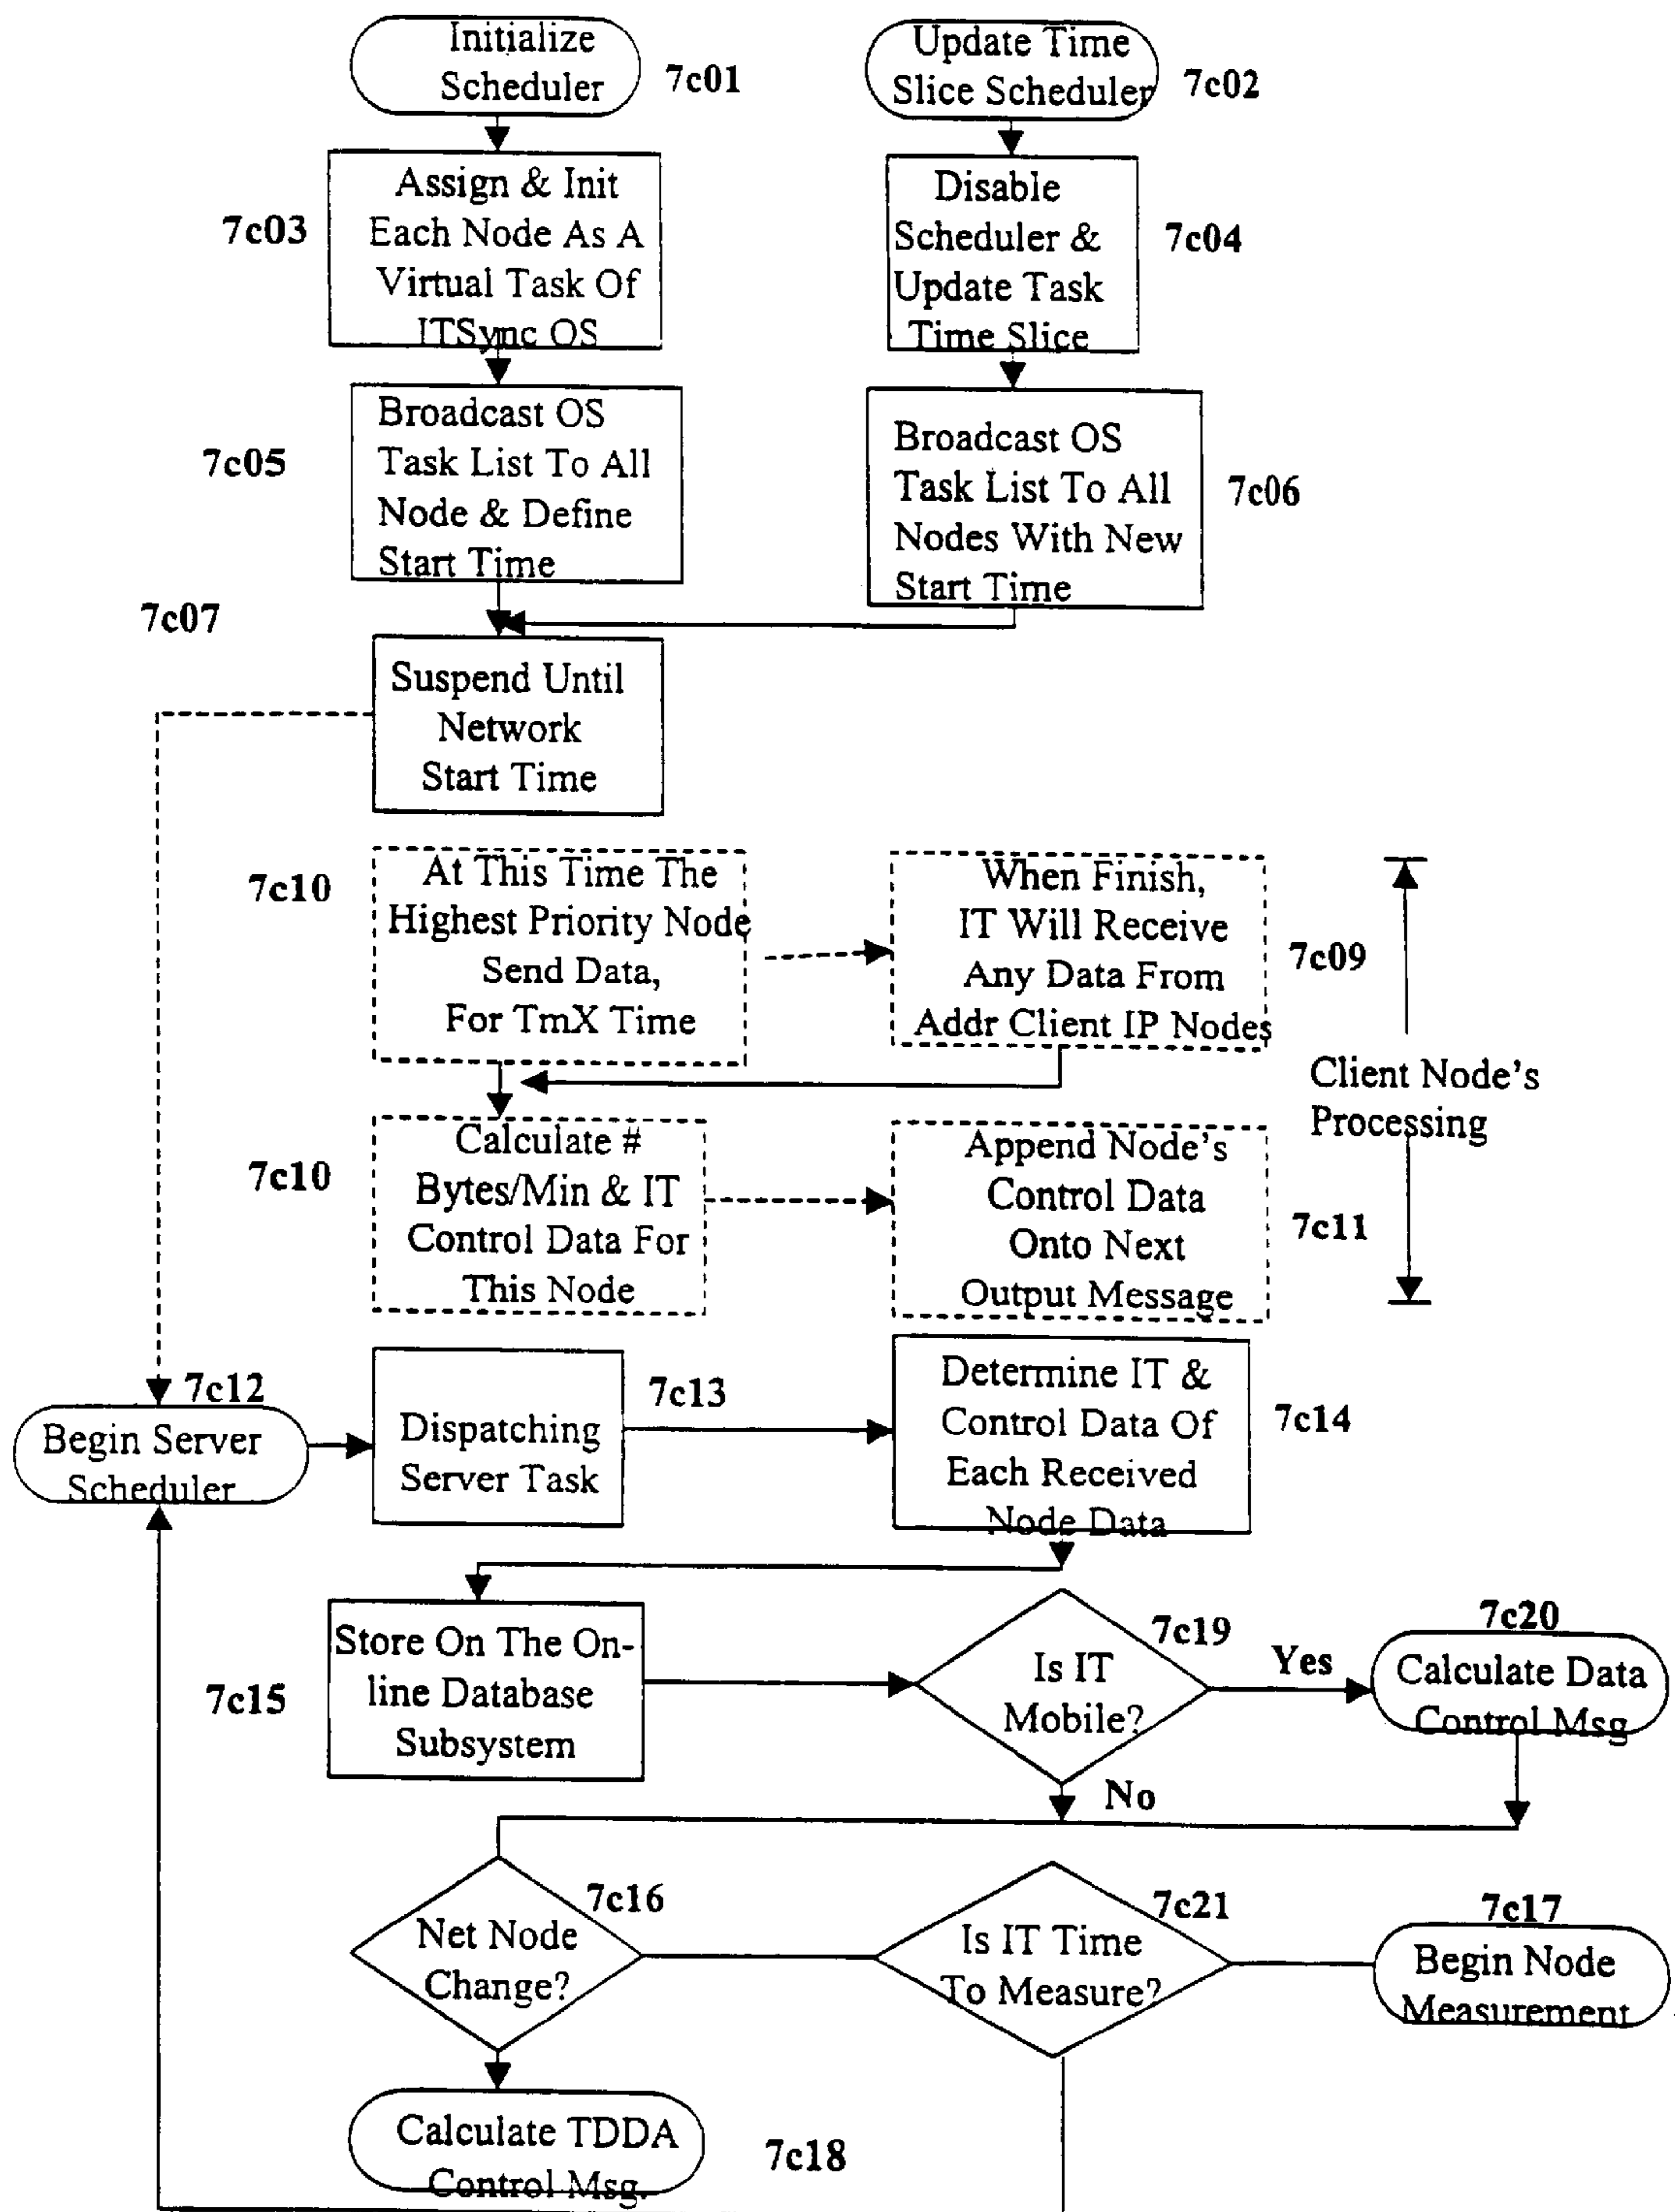 Initialize
Scheduler
7c01
Update Time
Slice Scheduler
7c02
7c03
Assign & Init
Each Node As A
Virtual Task Of
ITSync OS
Disable
Scheduler &
Update Task
Time Slice
7c04
7c05
Broadcast OS
Task List To All
Node & Define
Start Time
Broadcast OS
Task List To All
Nodes With New
Start Time
7c06
7c07
Suspend Until
Network
Start Time
7c10
At This Time The
Highest Priority Node
Send Data,
For TmX Time
When Finish,
IT Will Receive
Any Data From
Addr Client IP Nodes
7c09
Client Node's
Processing
7c10
Calculate #
Bytes/Min & IT
Control Data For
This Node
Append Node's
Control Data
Onto Next
Output Message
7c11
7c12
Begin Server
Scheduler
Dispatching
Server Task
7c13
Determine IT &
Control Data Of
Each Received
Node Data
7c14
7c15
Store On The On-
line Database
Subsystem
Is IT
Mobile?
7c19
Yes
No
7c20
Calculate Data
Control Msg
Net Node
Change?
7c16
Is IT Time
To Measure?
7c21
7c17
Begin Node
Measurement
Calculate TDDA
Control Msg.
7c18